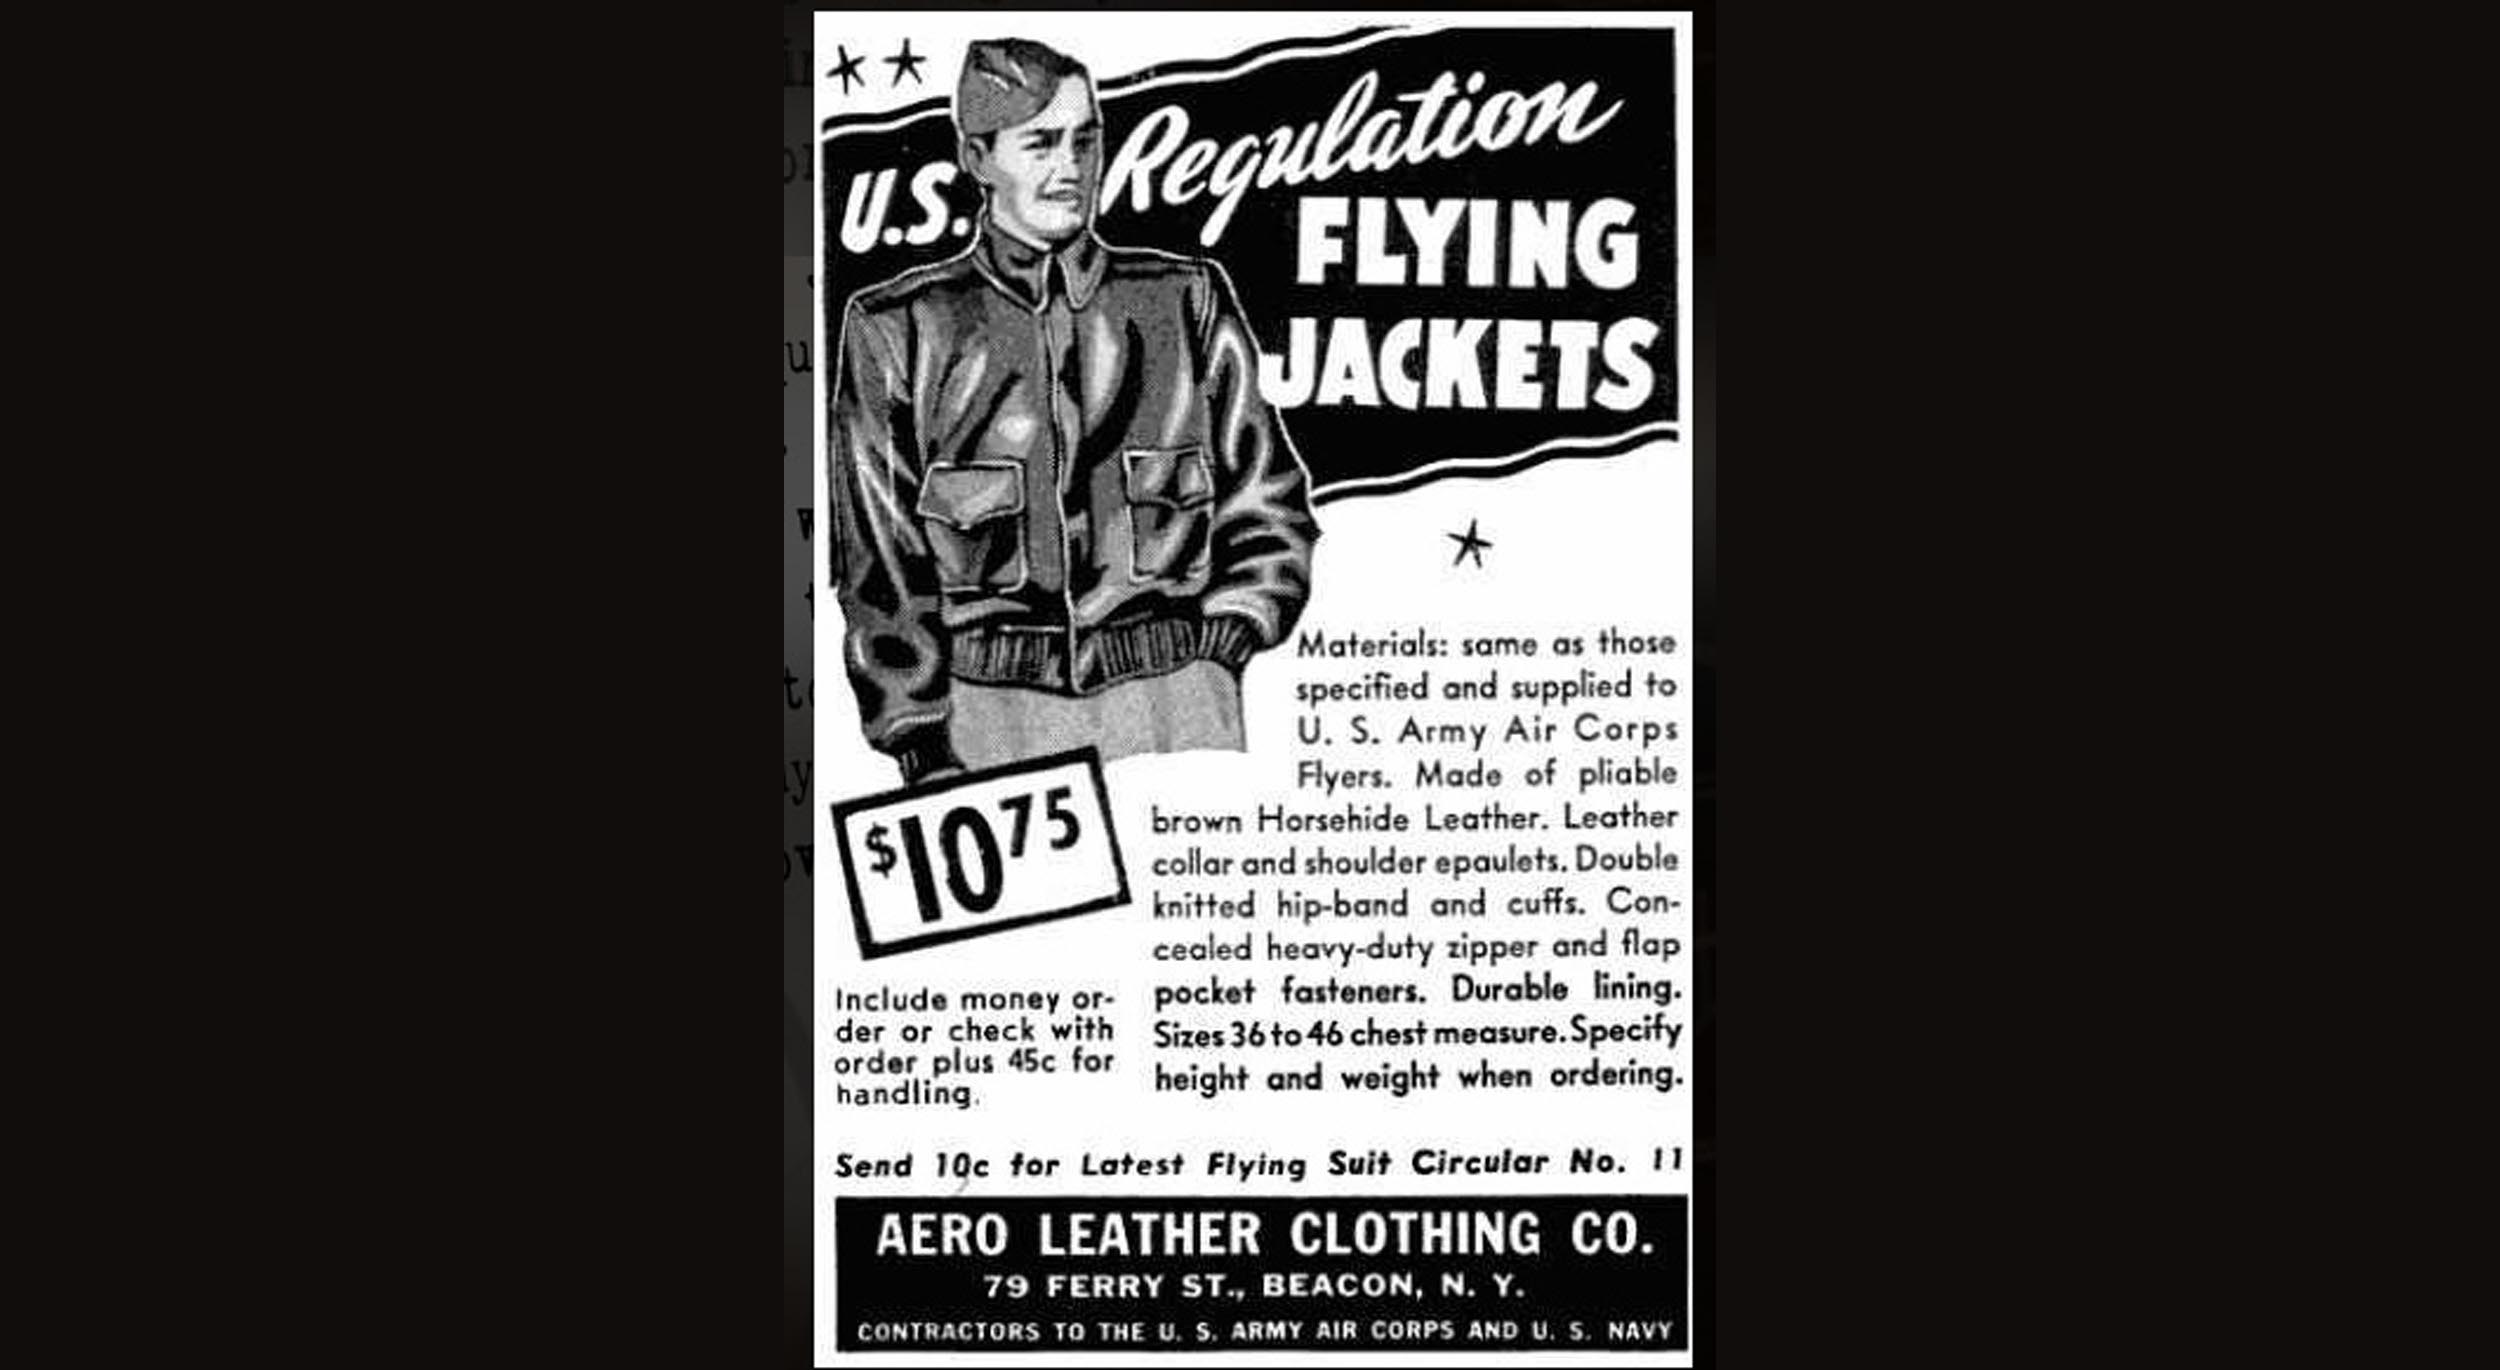 U.S. Regulation
FLYING
JACKETS
Materials: same as those
specified and supplied to
U. S. Army Air Corps
Flyers. Made of pliable
brown Horsehide Leather. Leather
collar and shoulder epaulets. Double
knitted hip-band and cuffs. Con-
cealed heavy-duty zipper and flap
pocket fasteners. Durable lining.
Sizes 36 to 46 chest measure. Specify
height and weight when ordering.
$10 75
Include money or-
der or check with
order plus 45c for
handling.
Send 10c for Latest Flying Suit Circular No. 11
AERO LEATHER CLOTHING CO.
79 FERRY ST., BEACON, N. Y.
CONTRACTORS TO THE U. S. ARMY AIR CORPS AND U. S. NAVY